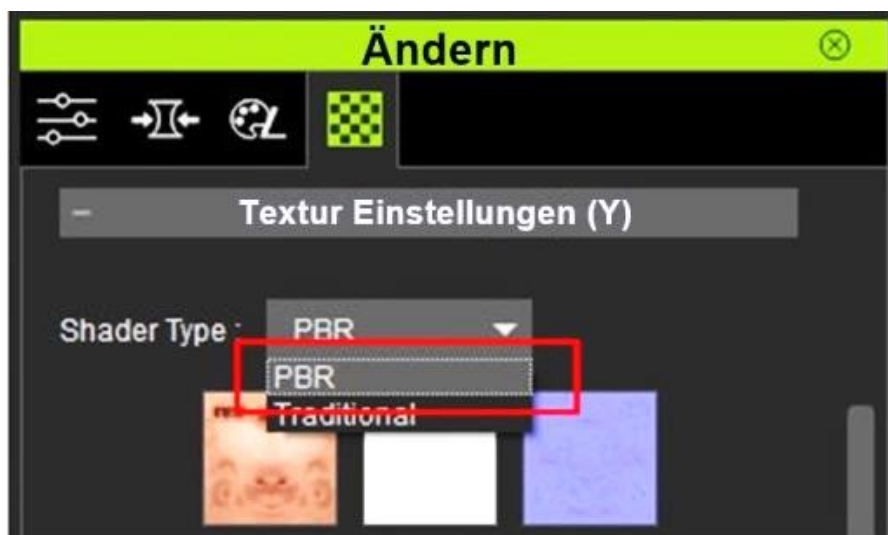 Ändern
Textur Einstellungen (Y)
Shader Type : PBR
PBR
Traditional